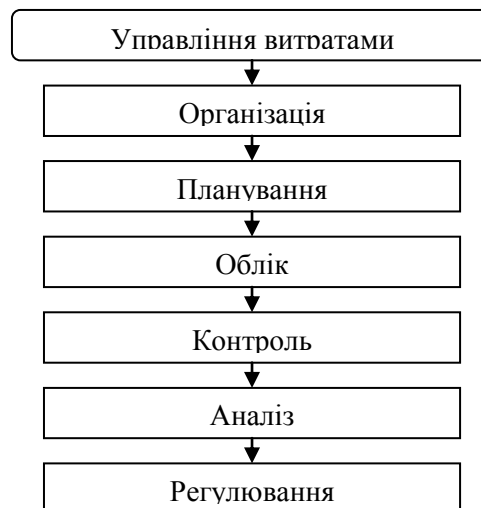 Управління витратами
Організація
Планування
Облік
Контроль
Аналіз
Регулювання